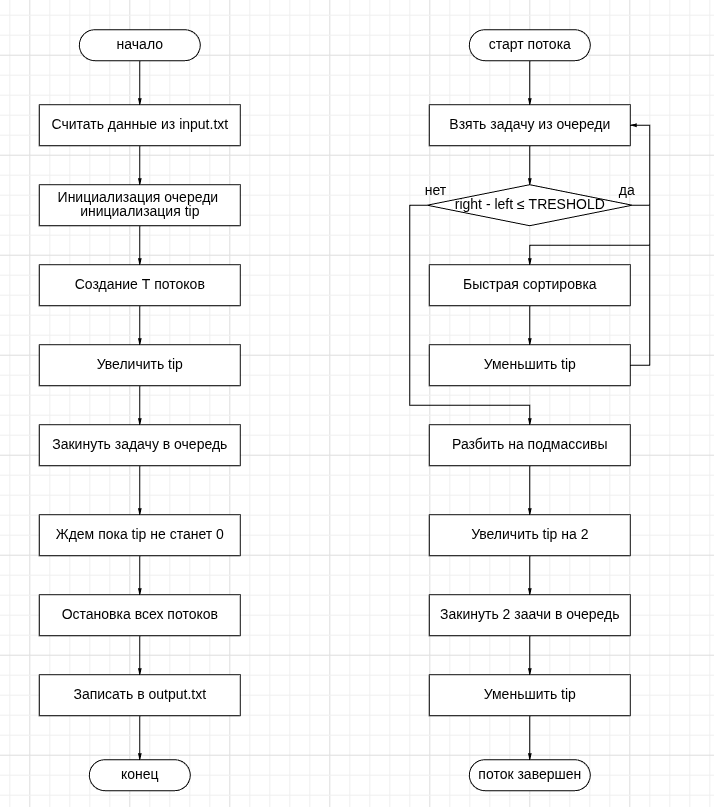 начало
Считать данные из input.txt
Инициализация очереди
инициализация tip
Создание T потоков
Увеличить tip
Закинуть задачу в очередь
Ждем пока tip не станет 0
Остановка всех потоков
Записать в output.txt
конец
старт потока
Взять задачу из очереди
нет
да
right - left ≤ TRESHOLD
Быстрая сортировка
Уменьшить tip
Разбить на подмассивы
Увеличить tip на 2
Закинуть 2 заачи в очередь
Уменьшить tip
поток завершен